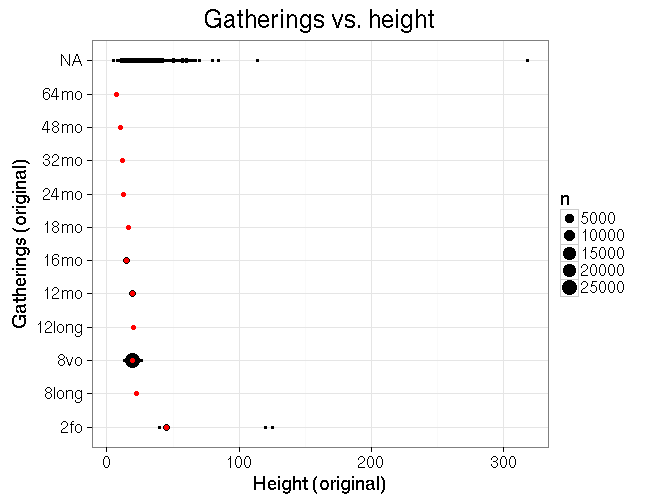 Gatherings vs. height
Gatherings (original)
NA
64mo
48mo
32mo
24mo
18mo
16mo
12mo
12long
8vo
8long
2fo
0 100 200 300
Height (original)
n
5000
10000
15000
20000
25000